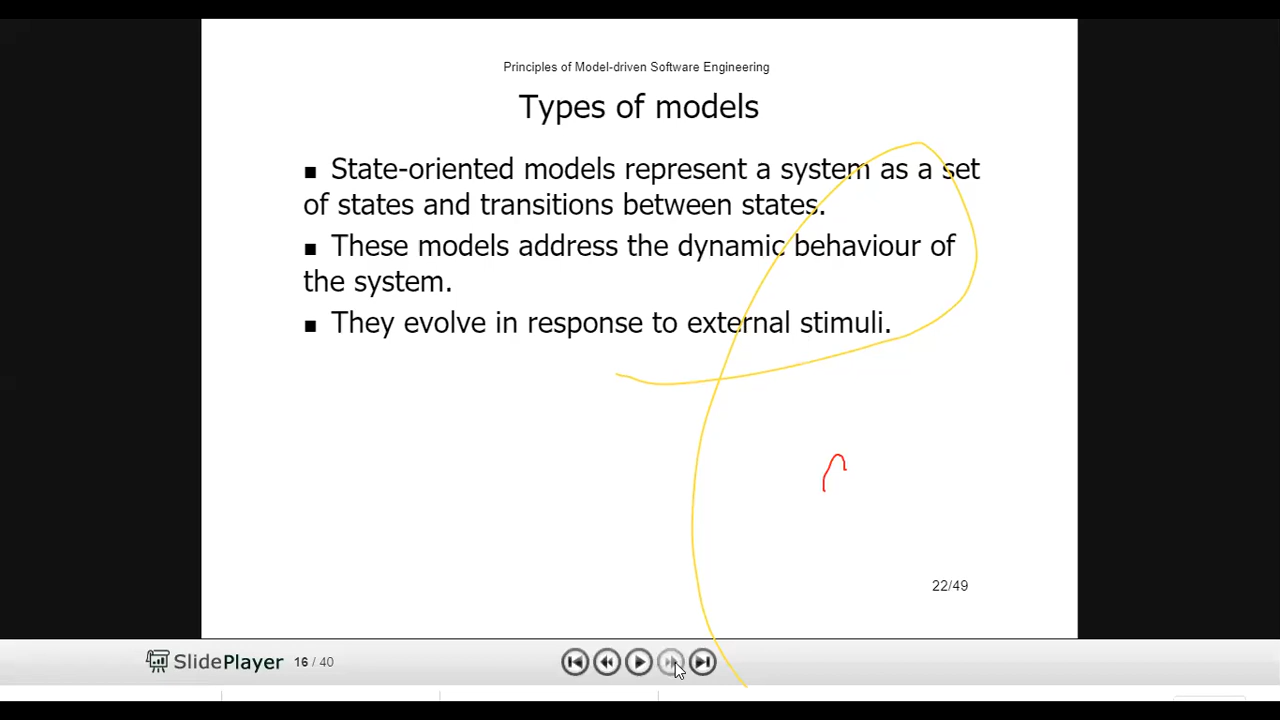 Principles of Model-driven Software Engineering
Types of models
■ State-oriented models represent a system as a set
of states and transitions between states.
■ These models address the dynamic behaviour of
the system.
■ They evolve in response to external stimuli.
22/49
SlidePlayer 16 / 40